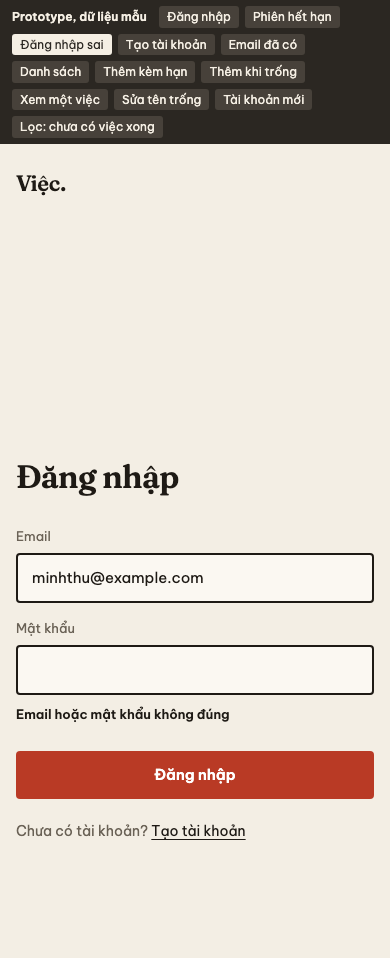 Prototype, dữ liệu mẫu Đăng nhập Phiên hết hạn
Đăng nhập sai Tạo tài khoản Email đã có
Danh sách Thêm kèm hạn Thêm khi trống
Xem một việc Sửa tên trống Tài khoản mới
Lọc: chưa có việc xong
Việc.
Đăng nhập
Email
minhthu@example.com
Mật khẩu
Email hoặc mật khẩu không đúng
Đăng nhập
Chưa có tài khoản? Tạo tài khoản